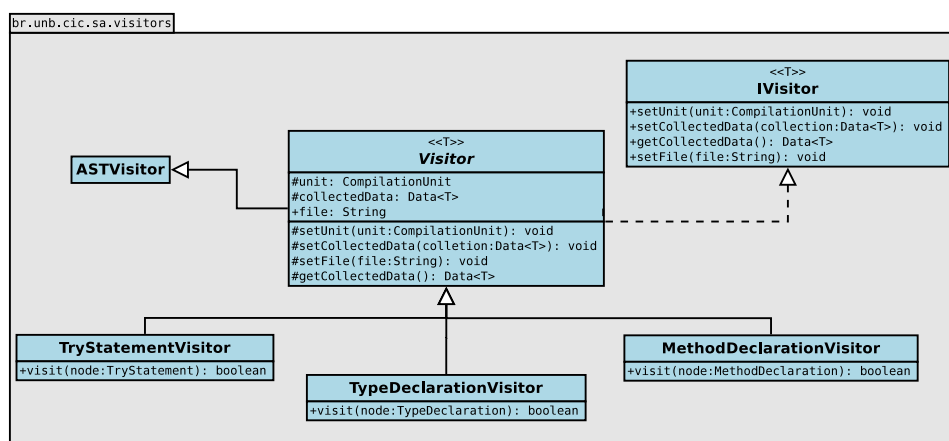 br.unb.cic.sa.visitors
<<T>>
IVisitor
+setUnit(unit:CompilationUnit): void
+setCollectedData(collection:Data<T>): void
+getCollectedData(): Data<T>
+setFile(file:String): void
<<T>>
Visitor
#unit: CompilationUnit
#collectedData: Data<T>
+file: String
#setUnit(unit:CompilationUnit): void
#setCollectedData(colletion:Data<T>): void
#setFile(file:String): void
#getCollectedData(): Data<T>
ASTVisitor
TryStatementVisitor
+visit(node:TryStatement): boolean
TypeDeclarationVisitor
+visit(node:TypeDeclaration): boolean
MethodDeclarationVisitor
+visit(node:MethodDeclaration): boolean